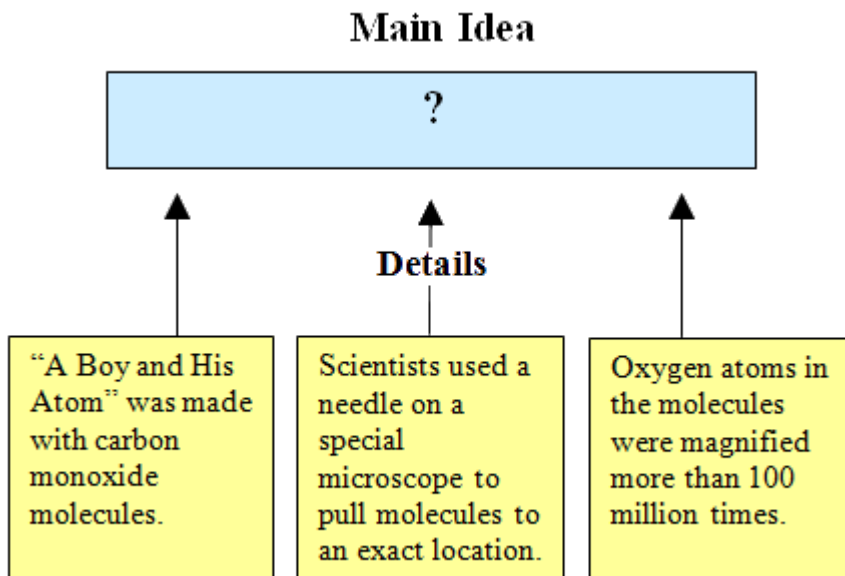 Main Idea
?
Details
“A Boy and His
Atom” was made
with carbon
monoxide
molecules.
Scientists used a
needle on a
special
microscope to
pull molecules to
an exact location.
Oxygen atoms in
the molecules
were magnified
more than 100
million times.